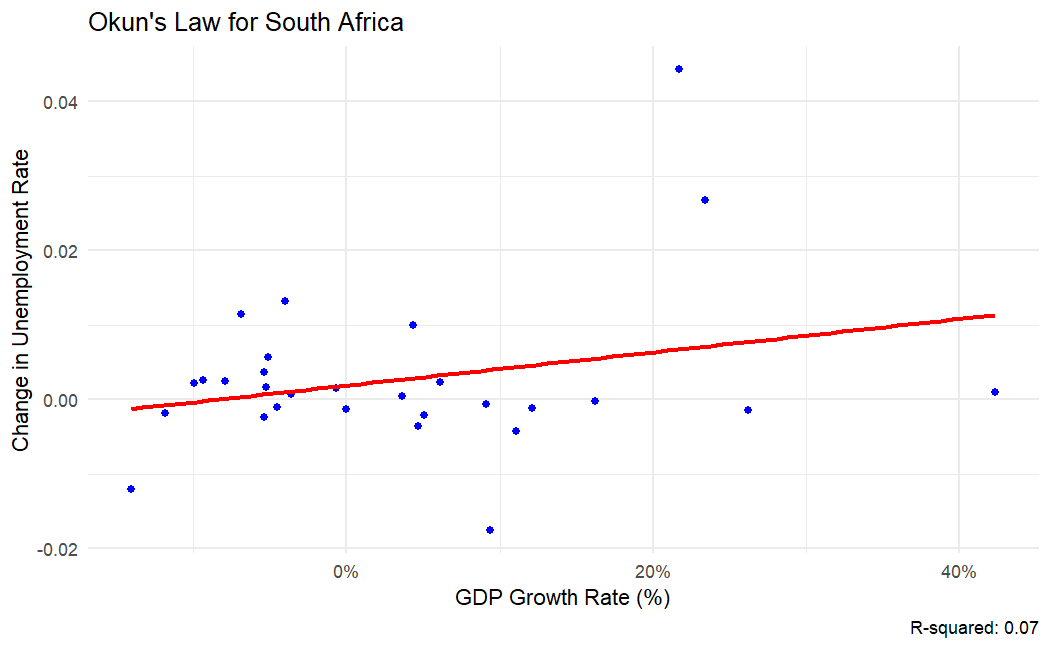 Okun's Law for South Africa
Change in Unemployment Rate
0.04
0.02
0.00
-0.02
0%
20%
40%
GDP Growth Rate (%)
R-squared: 0.07